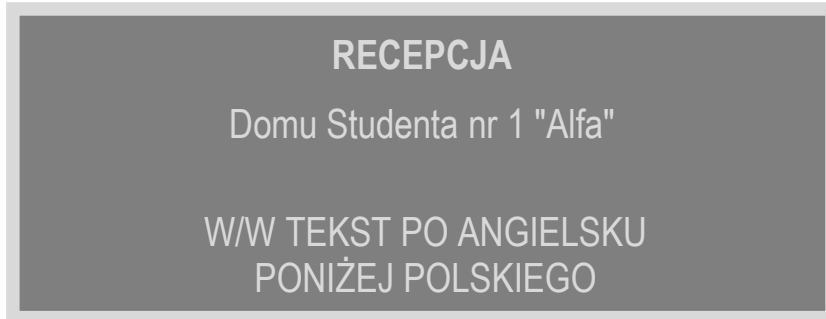 RECEPCJA
Domu Studenta nr 1 "Alfa"
W/W TEKST PO ANGIELSKU
PONIŻEJ POLSKIEGO